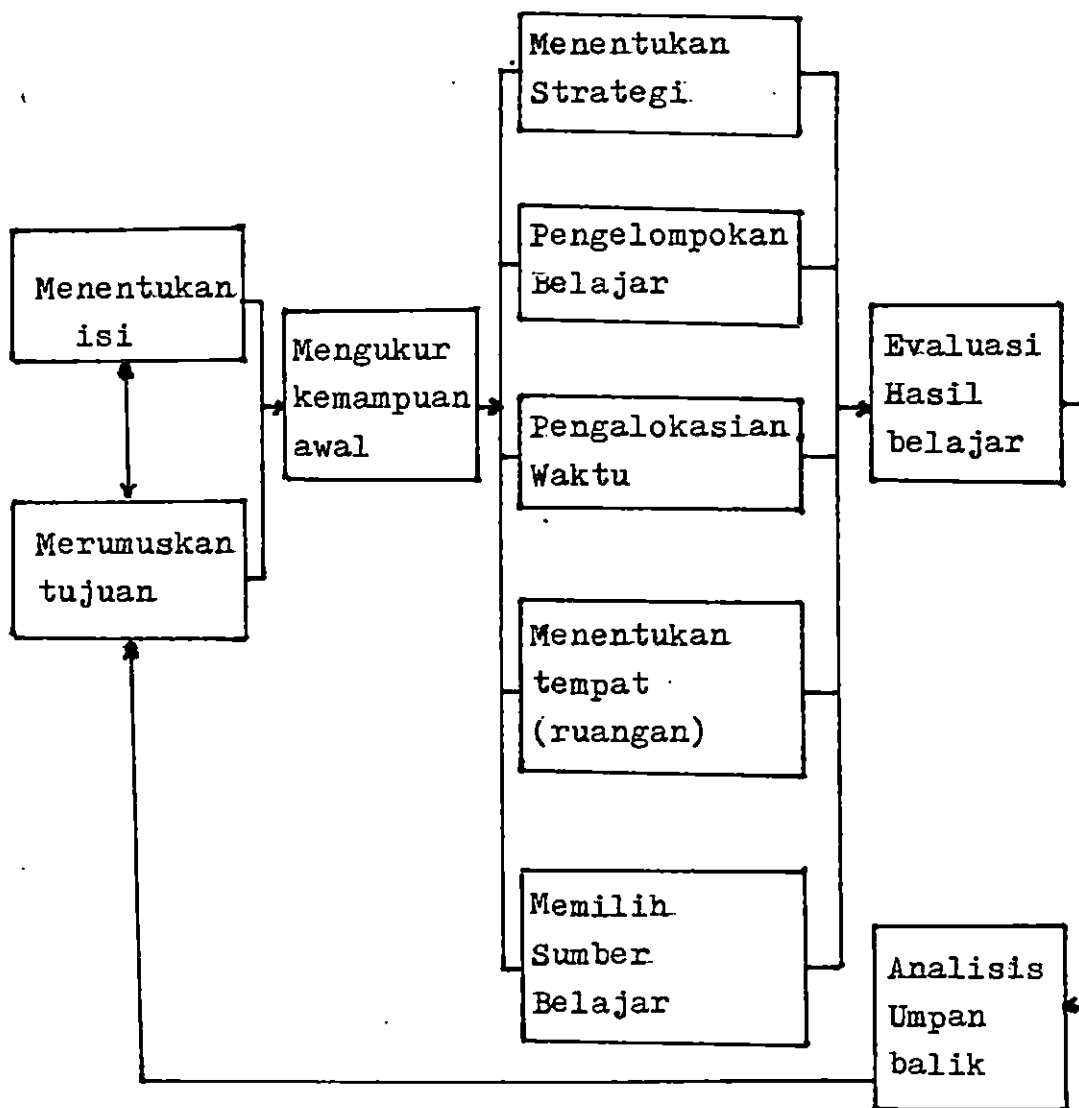 Menentukan
isi
Merumuskan
tujuan
Mengukur
kemampuan
awal
Menentukan
Strategi
Pengelompokan
Belajar
Pengalokasian
Waktu
Menentukan
tempat
(ruangan)
Memilih
Sumber
Belajar
Evaluasi
Hasil
belajar
Analisis
Umpan
balik